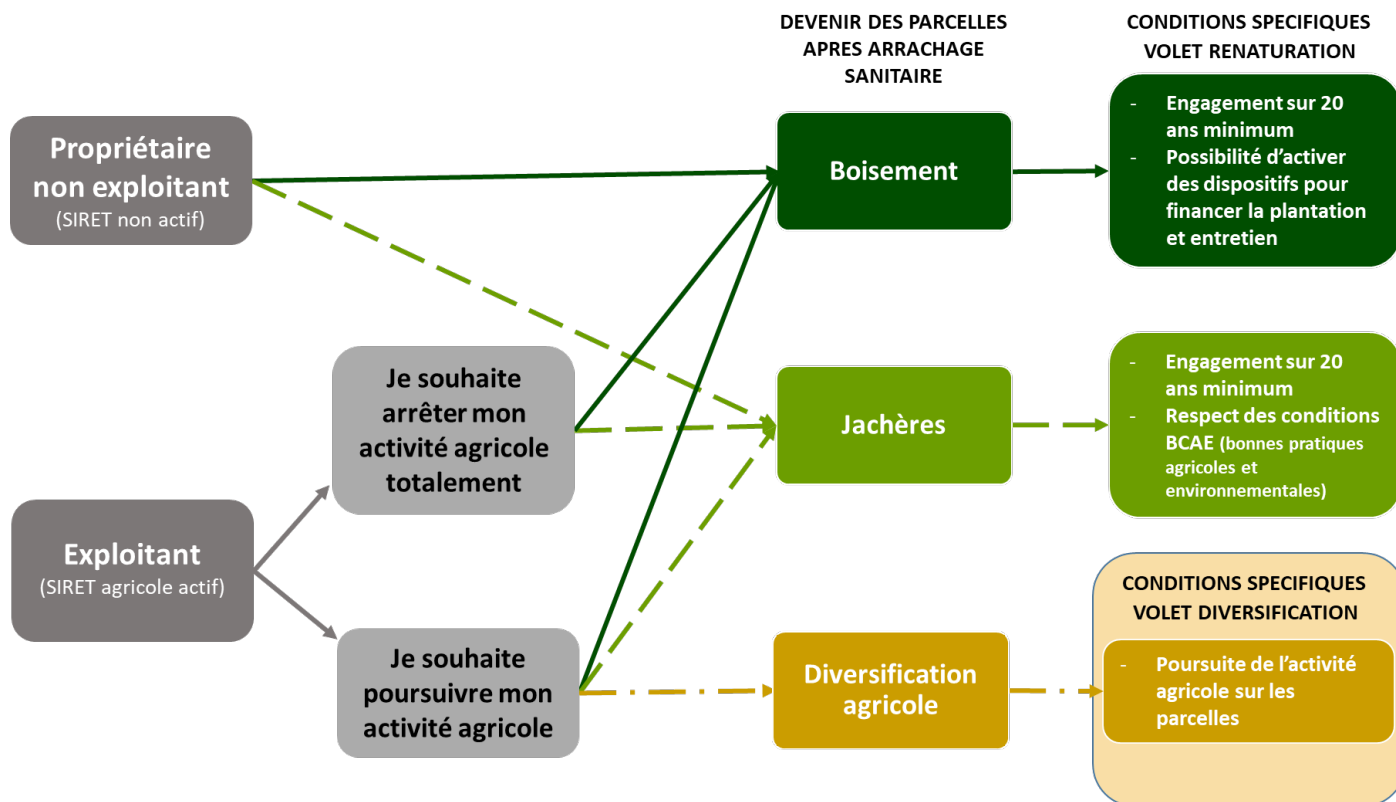 DEVENIR DES PARCELLES
APRES ARRACHAGE
SANITAIRE
CONDITIONS SPECIFIQUES
VOLET RENATURATION
Propriétaire
non exploitant
(SIRET non actif)
Boisement
- Engagement sur 20
ans minimum
- Possibilité d’activer
des dispositifs pour
financer la plantation
et entretien
Je souhaite
arrêter mon
activité agricole
totalement
Jachères
- Engagement sur 20
ans minimum
- Respect des conditions
BCAE (bonnes pratiques
agricoles et
environnementales)
Exploitant
(SIRET agricole actif)
Je souhaite
poursuivre mon
activité agricole
Diversification
agricole
CONDITIONS SPECIFIQUES
VOLET DIVERSIFICATION
- Poursuite de l’activité
agricole sur les
parcelles